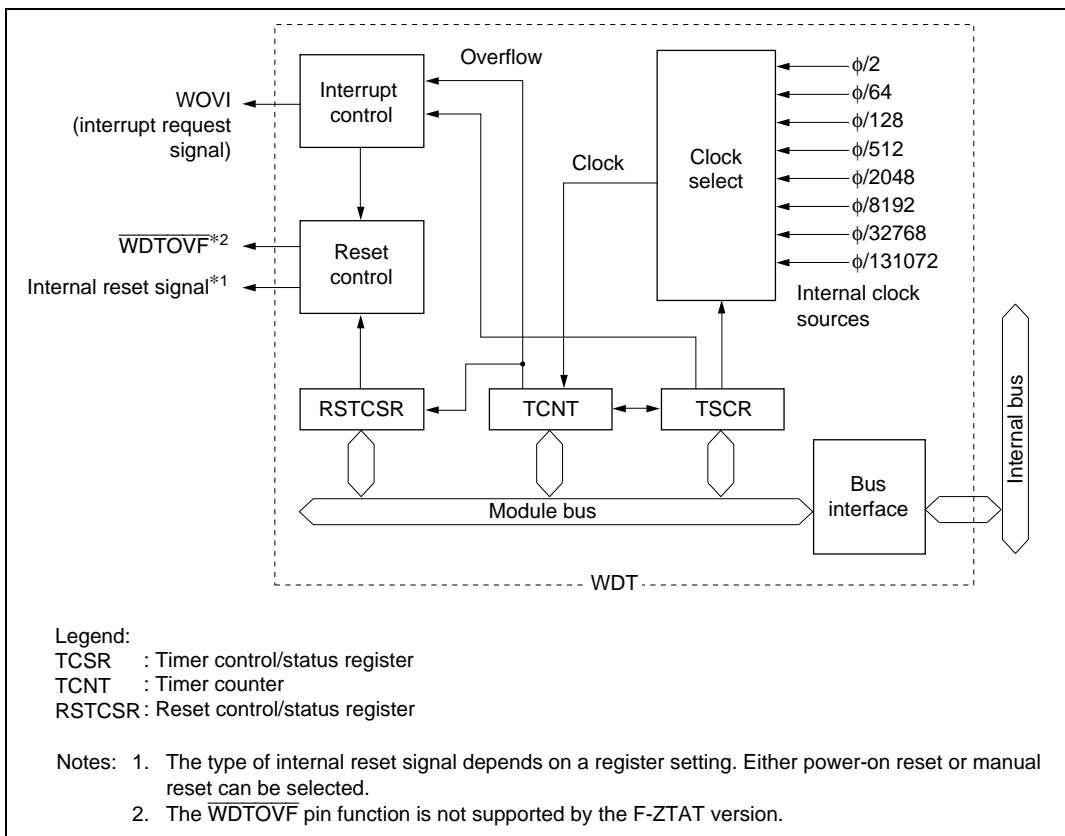 Overflow
Interrupt
control
WOVI
(interrupt request
signal)
Clock
Clock
select
ϕ/2
ϕ/64
ϕ/128
ϕ/512
ϕ/2048
ϕ/8192
ϕ/32768
ϕ/131072
Internal clock
sources
WDTOVF*2
Internal reset signal*1
Reset
control
RSTCSR
TCNT
TSCR
Module bus
Bus
interface
Internal bus
WDT
Legend:
TCSR : Timer control/status register
TCNT : Timer counter
RSTCSR : Reset control/status register
Notes: 1. The type of internal reset signal depends on a register setting. Either power-on reset or manual
reset can be selected.
2. The WDTOVF pin function is not supported by the F-ZTAT version.